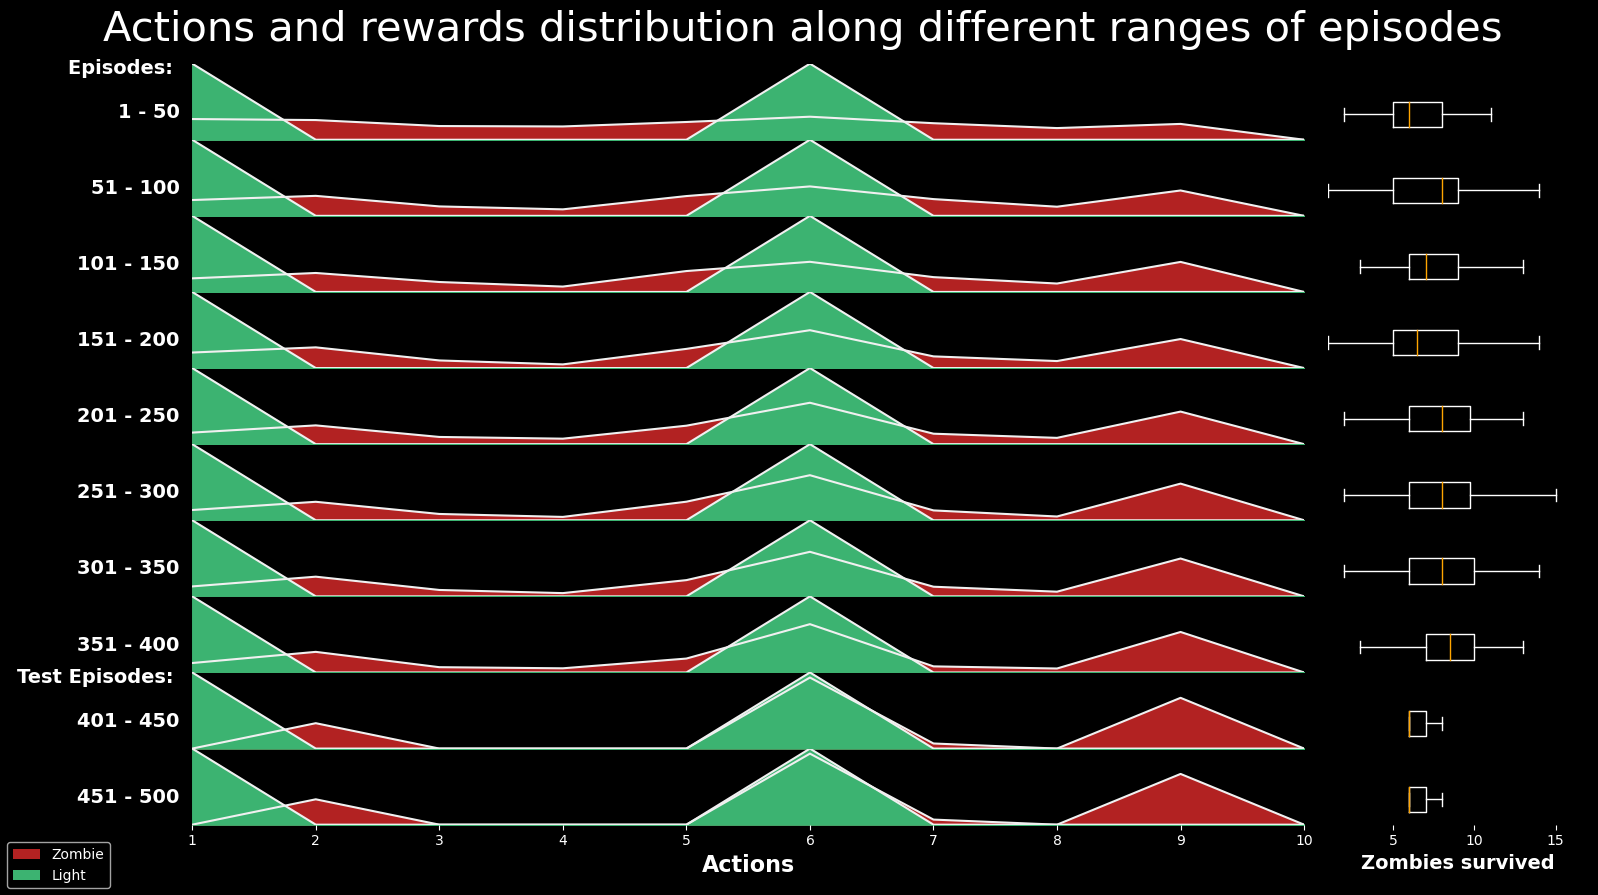 Actions and rewards distribution along different ranges of episodes
Episodes:
1 - 50
51 - 100
101 - 150
151 - 200
201 - 250
251 - 300
301 - 350
351 - 400
Test Episodes:
401 - 450
451 - 500
1 2 3 4 5 6 7 8 9 10
5 10 15
Actions
Zombies survived
Zombie
Light